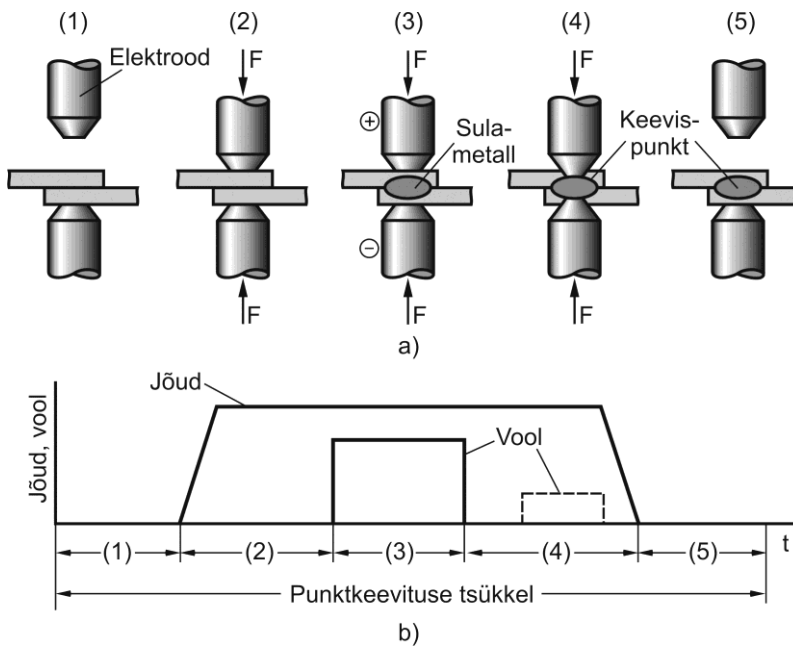 (1) (2) (3) (4) (5)
Elektrood
F F F
Sula-
metall
Keevis-
punkt
+
−
F F F
a)
Jõud, vool
Jõud
Vool
(1) (2) (3) (4) (5) t
Punktkeevituse tsükkel
b)